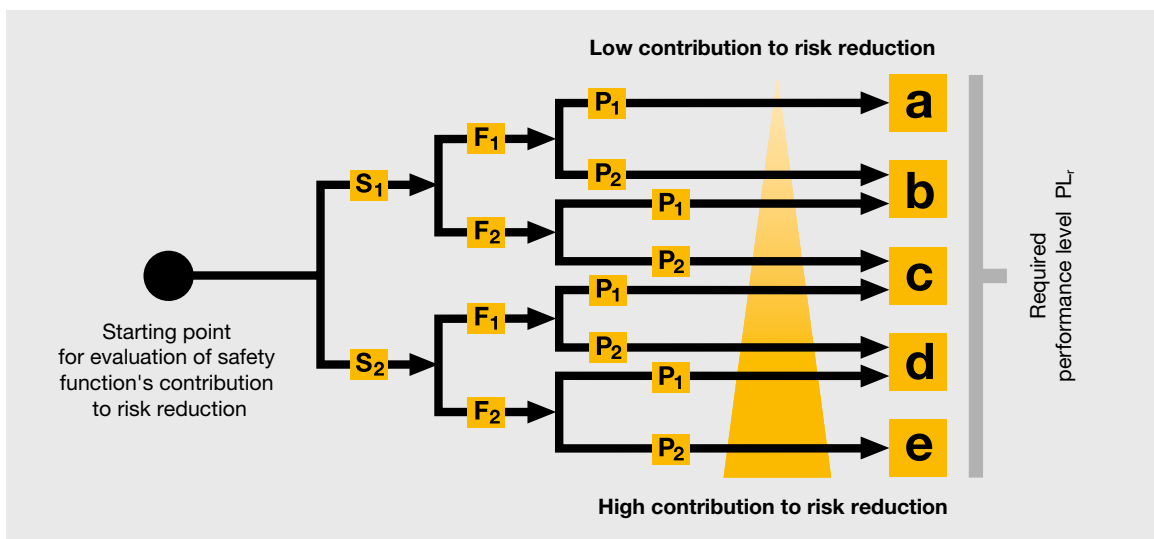 Low contribution to risk reduction
P1
a
F1
P2
b
S1
P1
F2
P2
c
P1
F1
P2
d
S2
P1
F2
P2
e
Starting point
for evaluation of safety
function's contribution
to risk reduction
High contribution to risk reduction
Required
performance level PLr